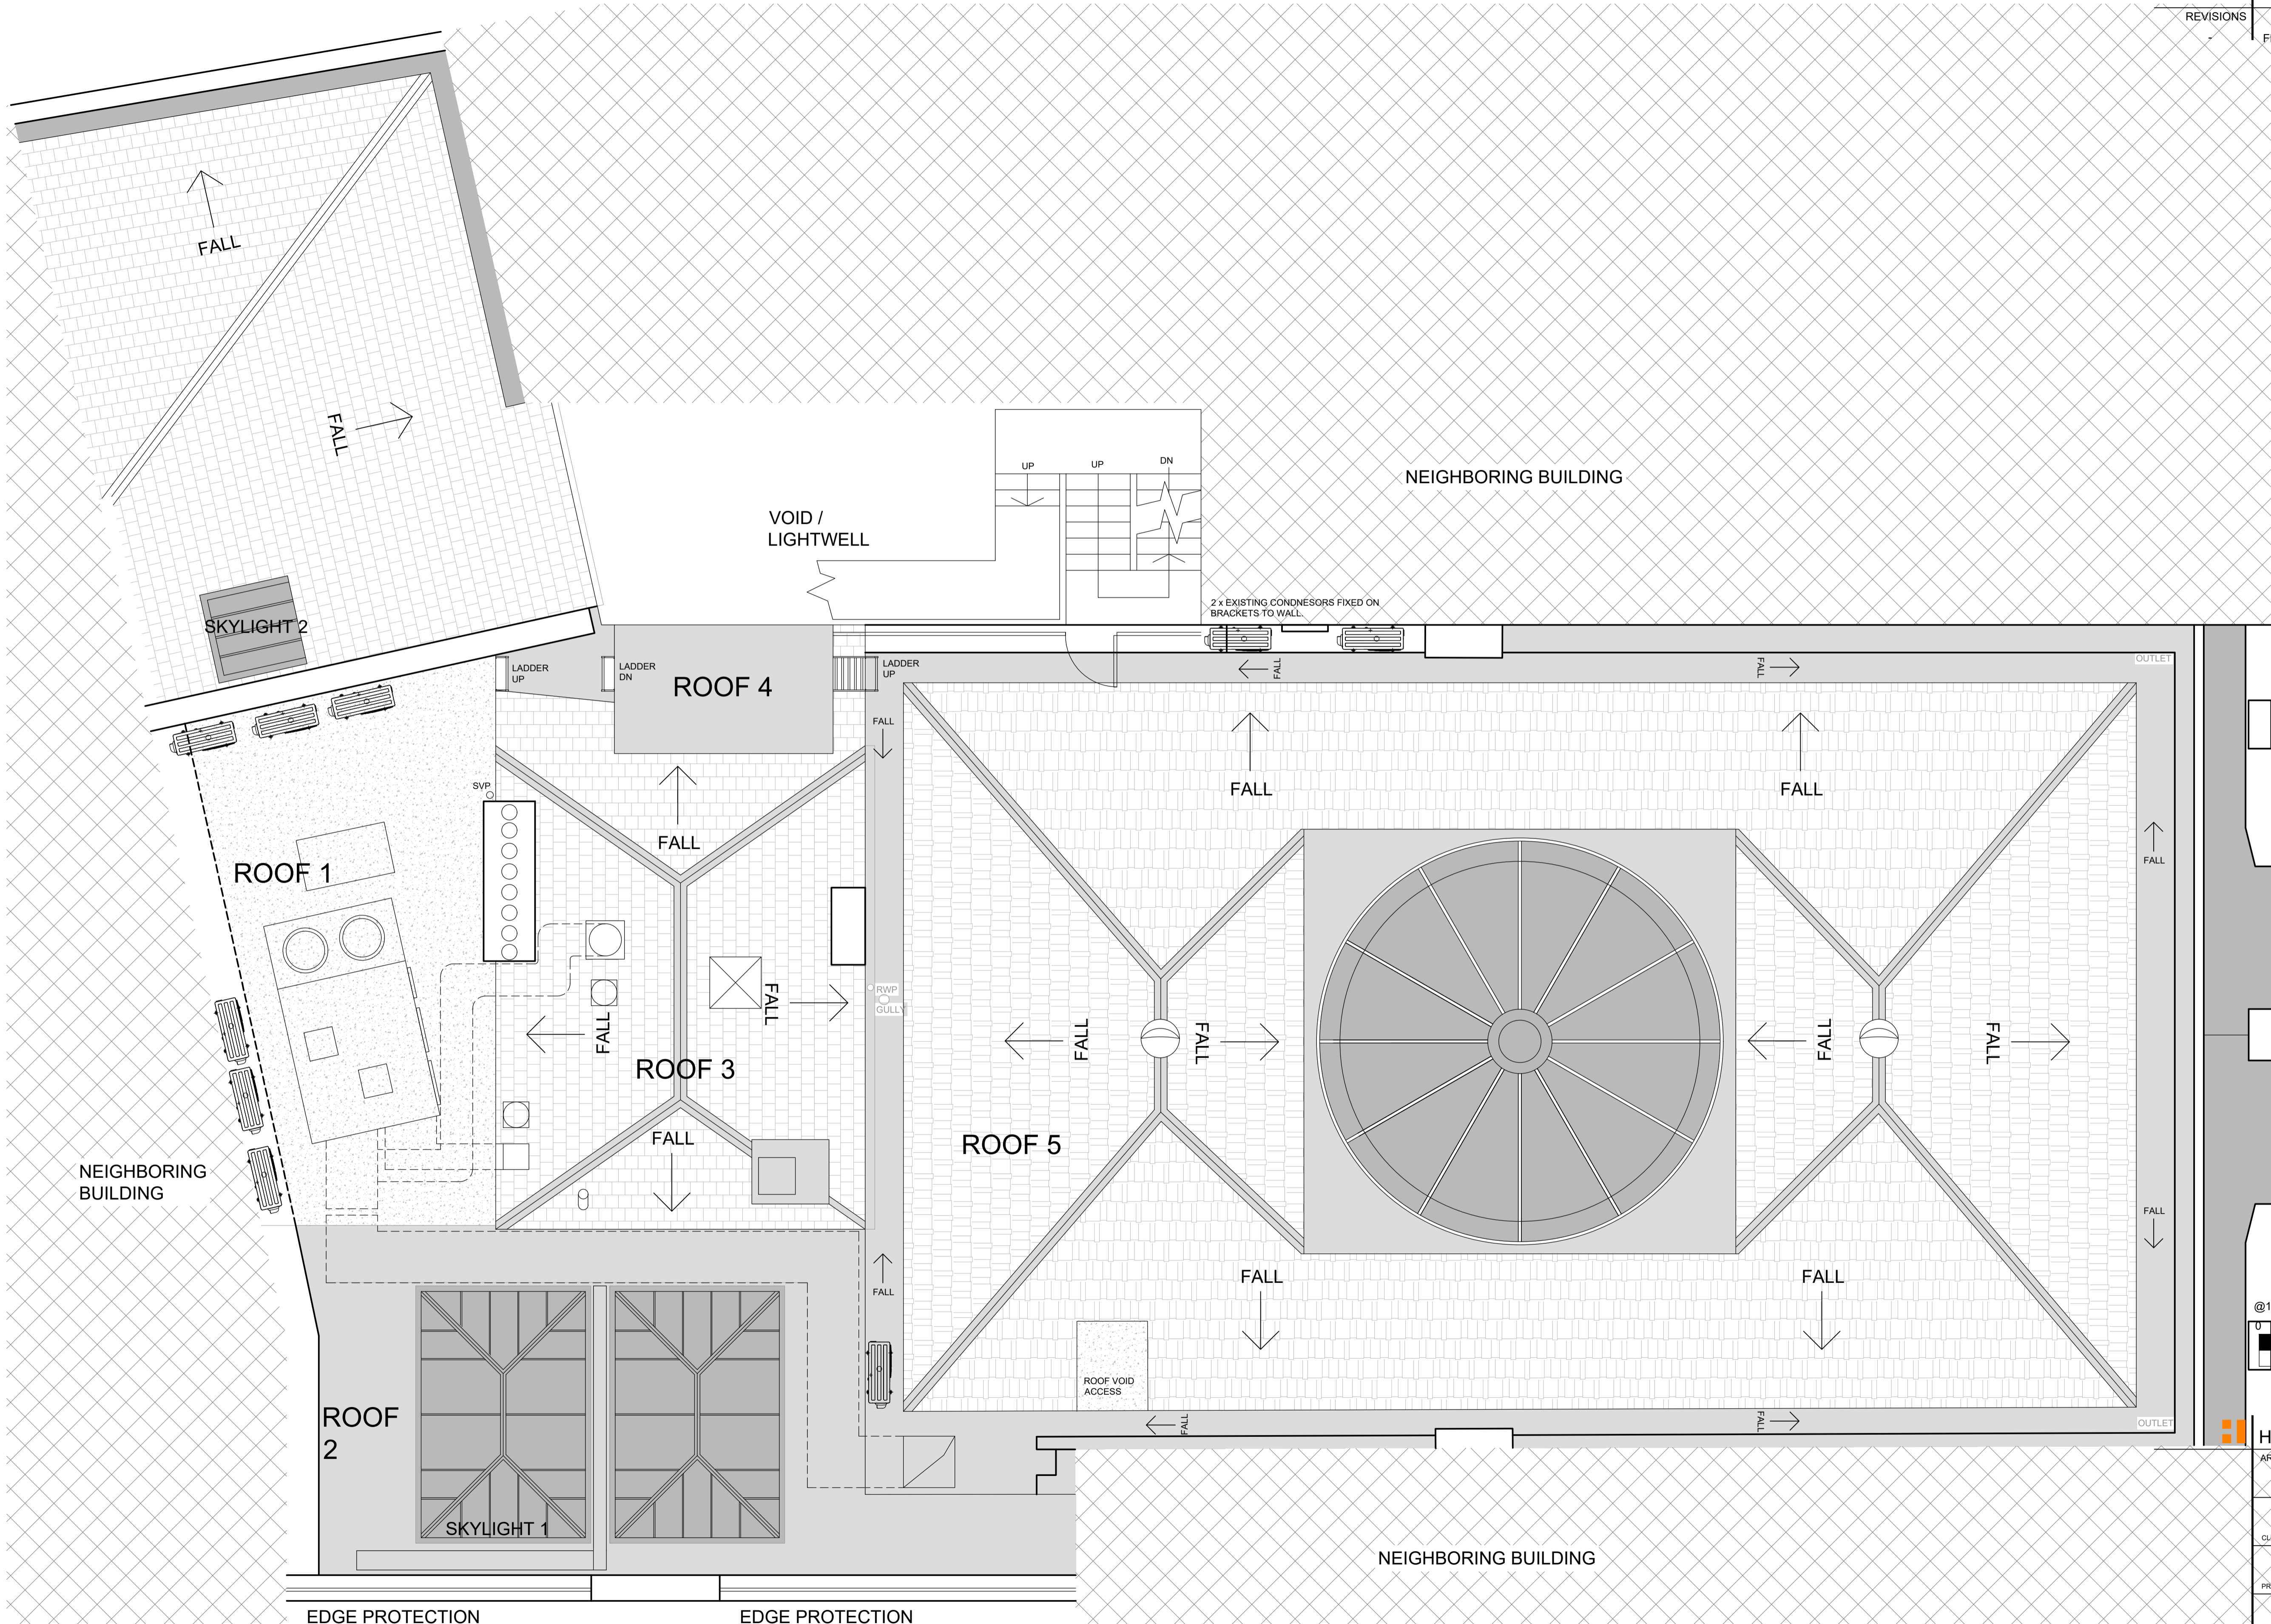 REVISIONS
-
FALL
FALL
UP
UP
DN
NEIGHBORING BUILDING
VOID /
LIGHTWELL
2 x EXISTING CONDNESORS FIXED ON
BRACKETS TO WALL.
SKYLIGHT 2
LADDER
UP
LADDER
DN
ROOF 4
LADDER
UP
FALL
FALL
OUTLET
FALL
SVP
FALL
FALL
FALL
FALL
ROOF 1
RWP
GULLY
FALL
FALL
FALL
FALL
FALL
FALL
ROOF 3
FALL
ROOF 5
NEIGHBORING
BUILDING
FALL
FALL
FALL
FALL
@1
0
ROOF VOID
ACCESS
ROOF
2
FALL
FALL
OUTLET
H
SKYLIGHT 1
NEIGHBORING BUILDING
EDGE PROTECTION
EDGE PROTECTION